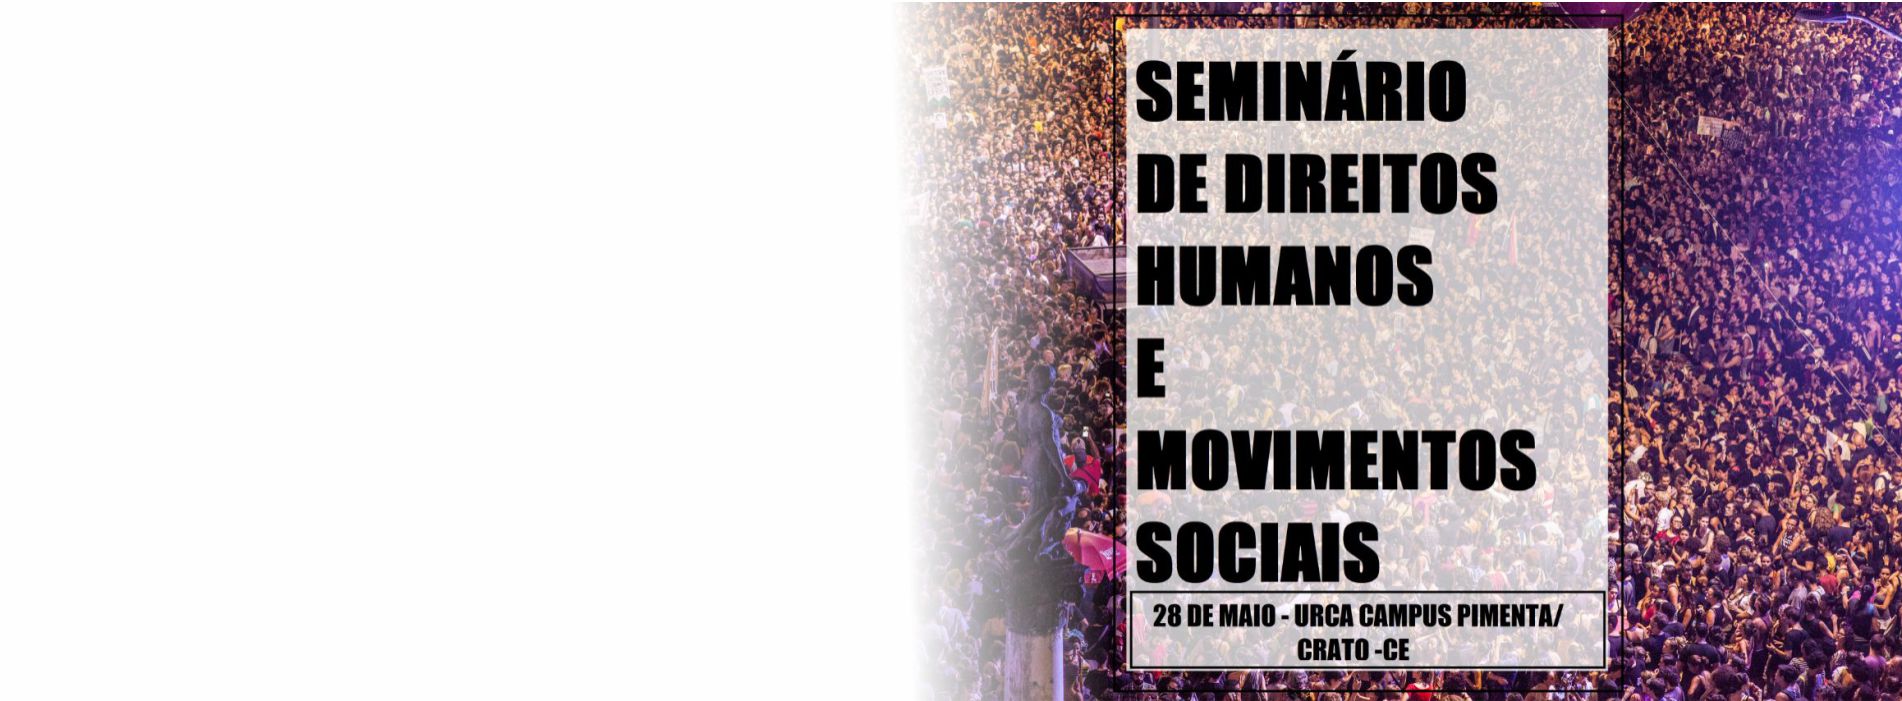 SEMINÁRIO
DE DIREITOS
HUMANOS
E
MOVIMENTOS
SOCIAIS
28 DE MAIO - URCA CAMPUS PIMENTA/
CRATO -CE